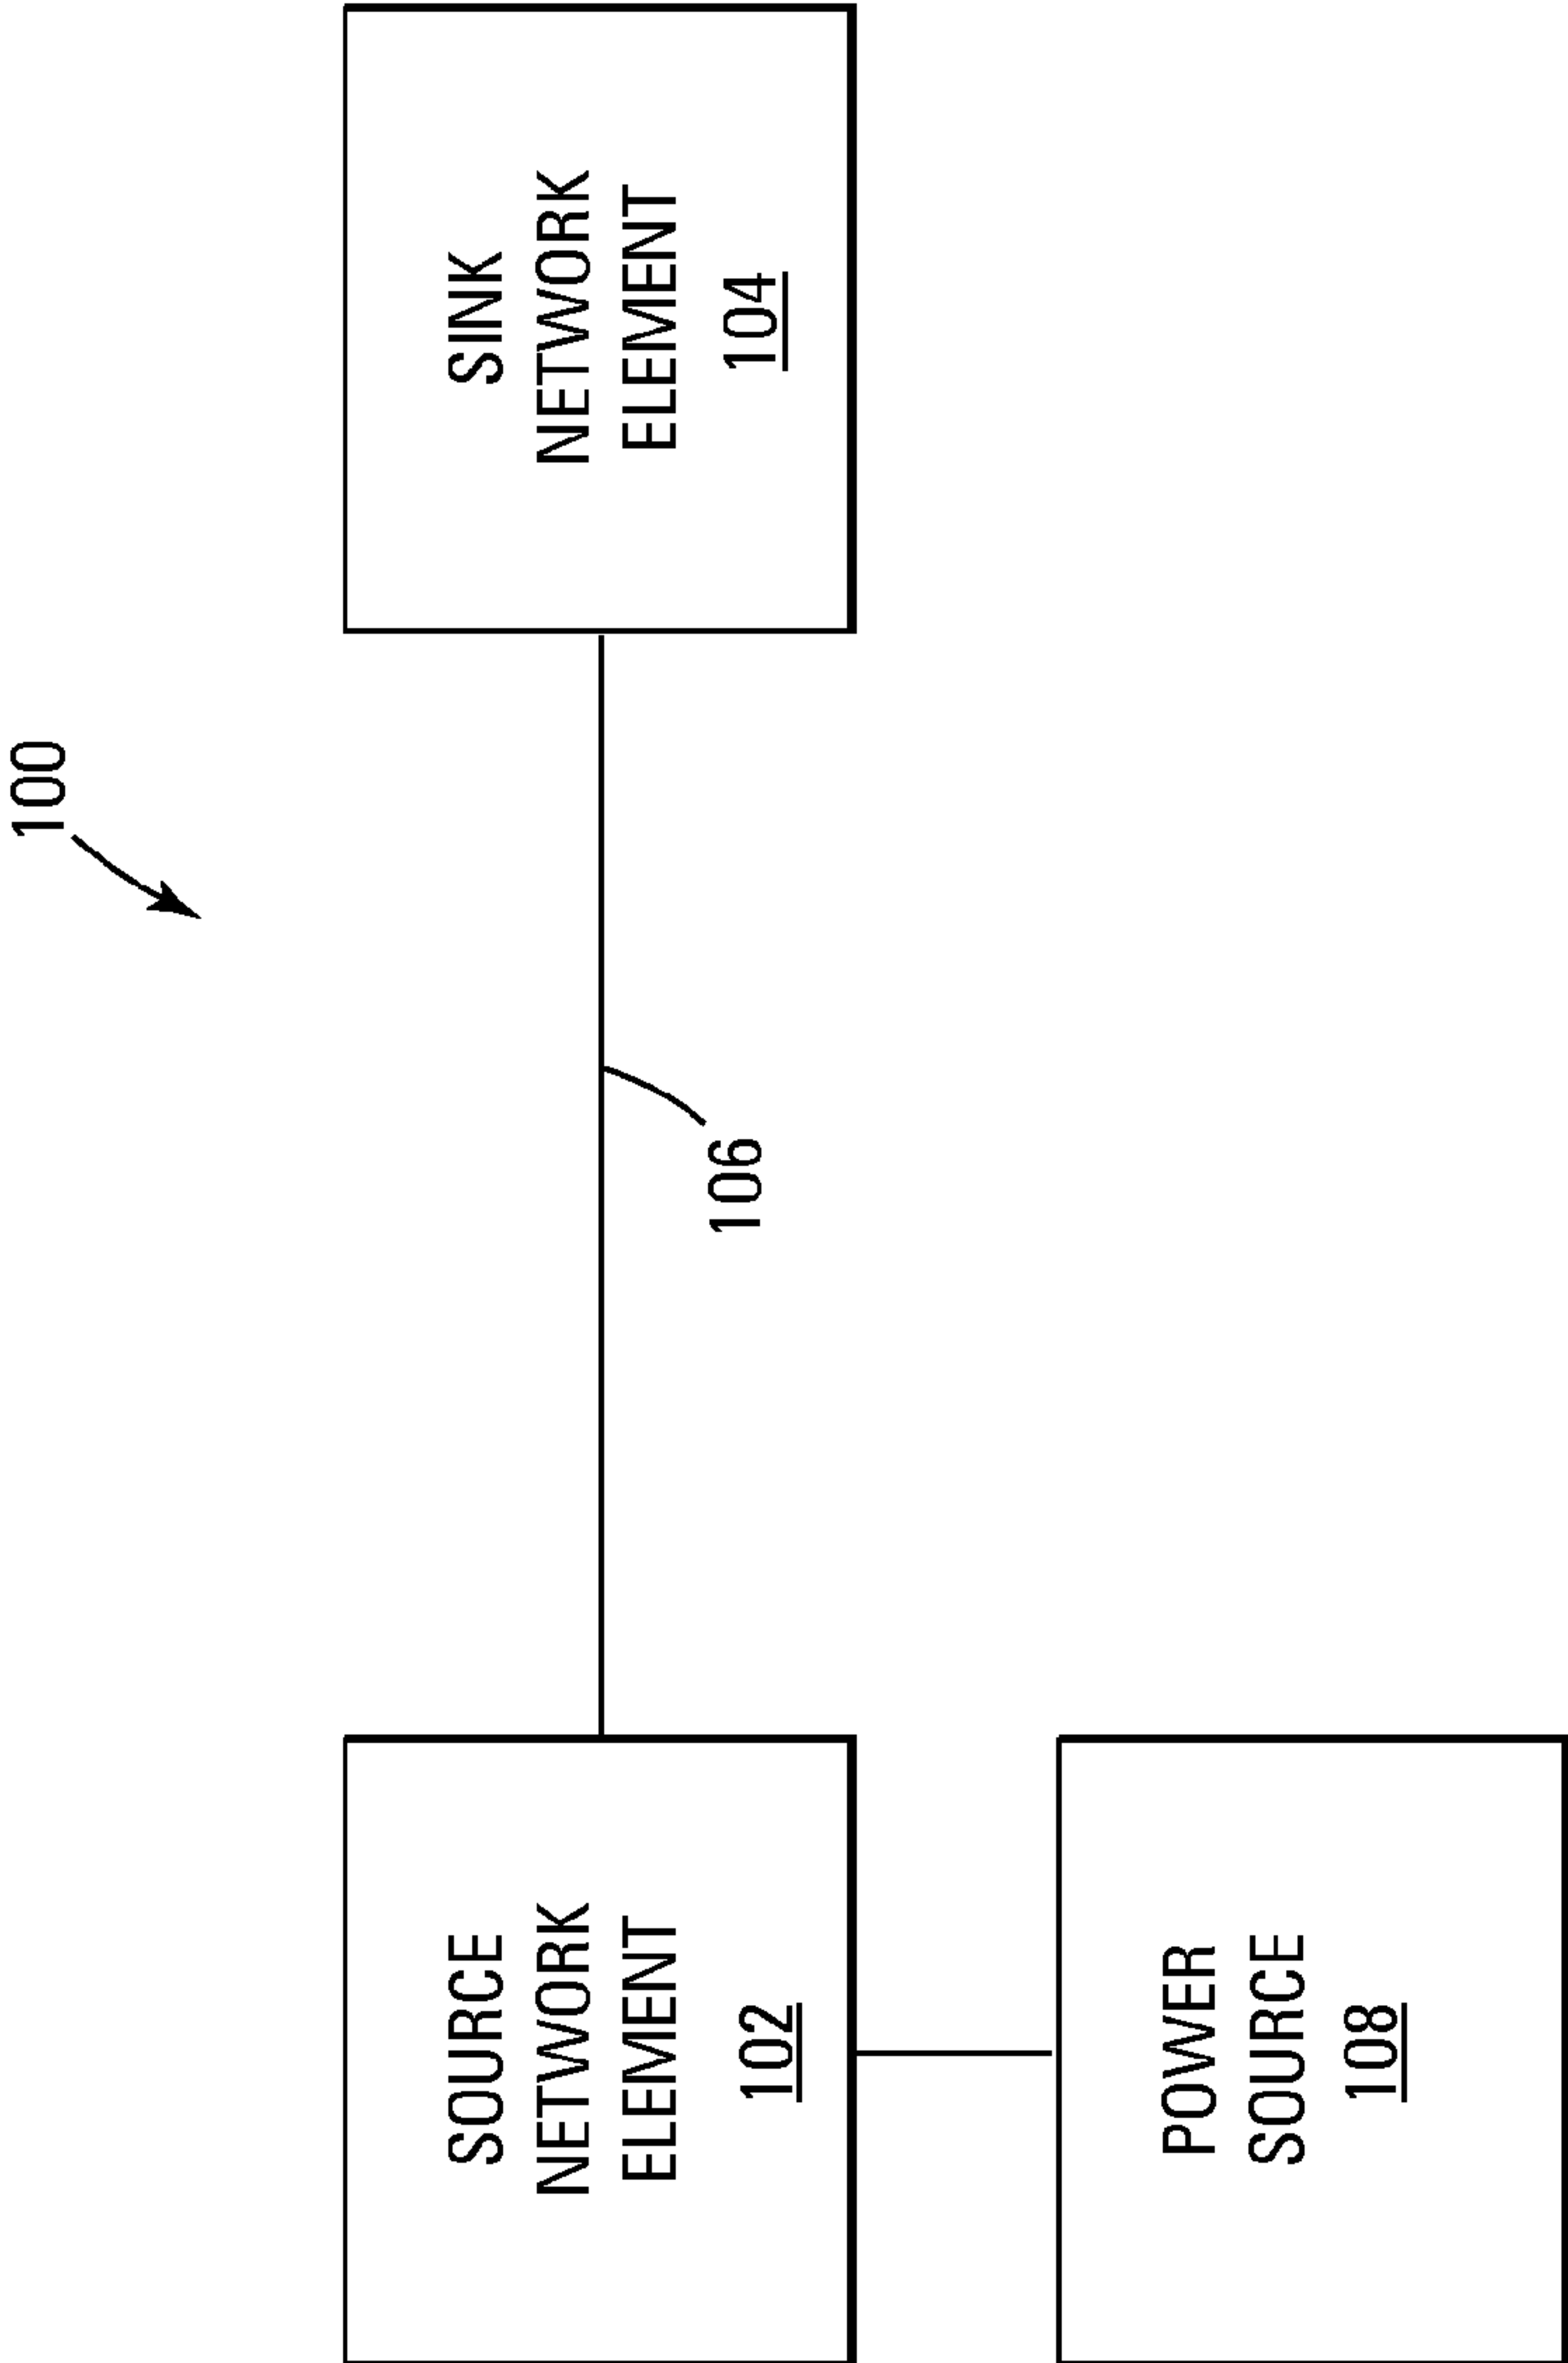 100
SOURCE
NETWORK
ELEMENT
102
106
SINK
NETWORK
ELEMENT
104
POWER
SOURCE
108